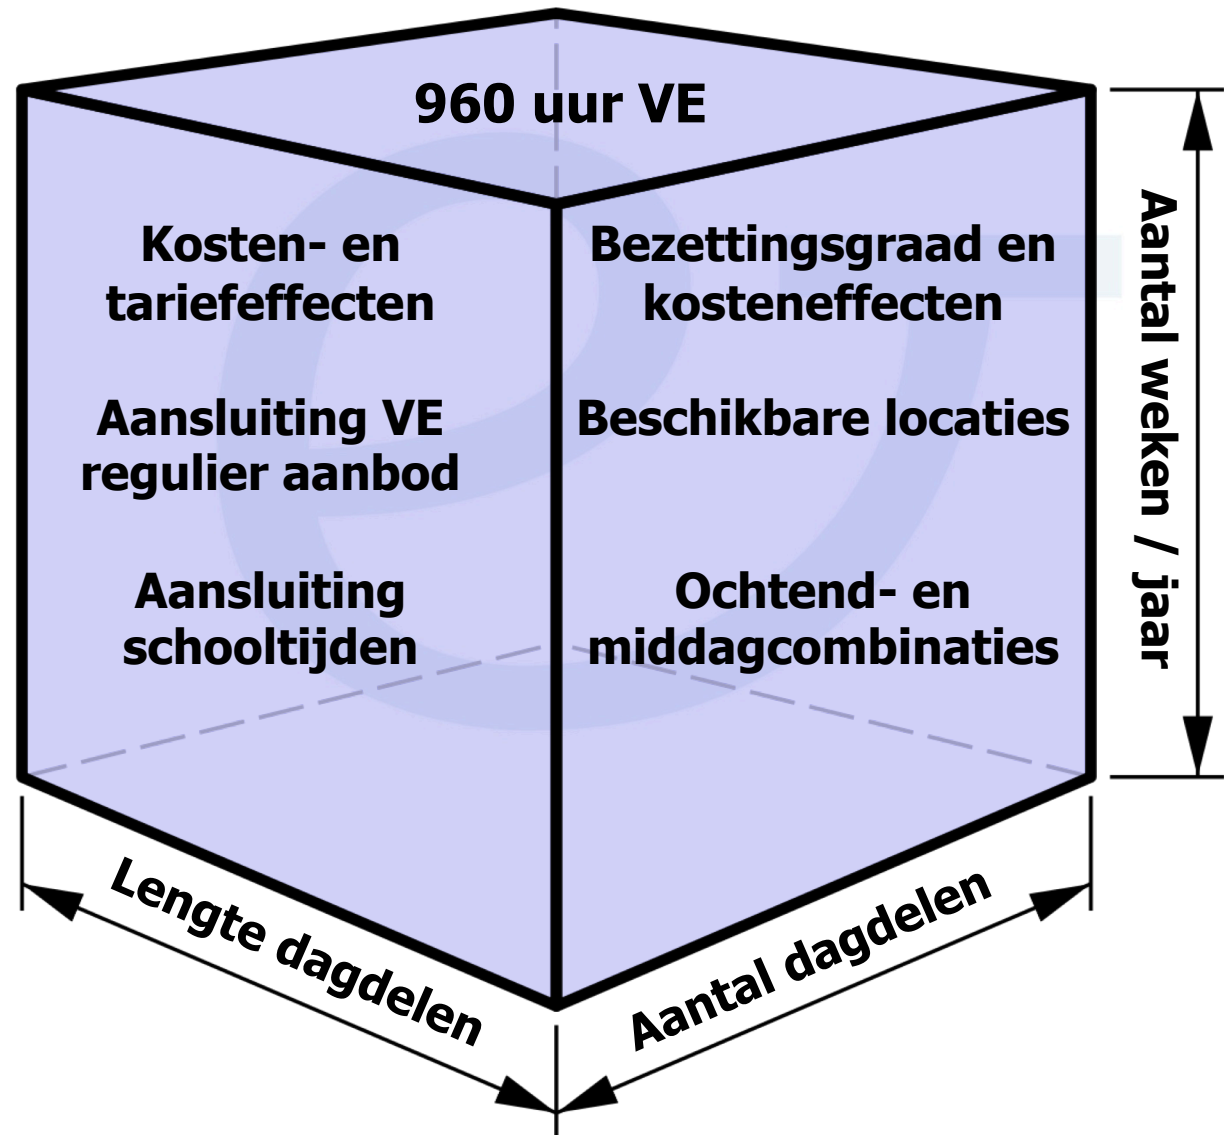 960 uur VE
Kosten- en
tariefeffecten
Aansluiting VE
regulier aanbod
Aansluiting
schooltijden
Bezettingsgraad en
kosteneffecten
Beschikbare locaties
Ochtend- en
middagcombinaties
Aantal weken / jaar
Lengte dagdelen
Aantal dagdelen